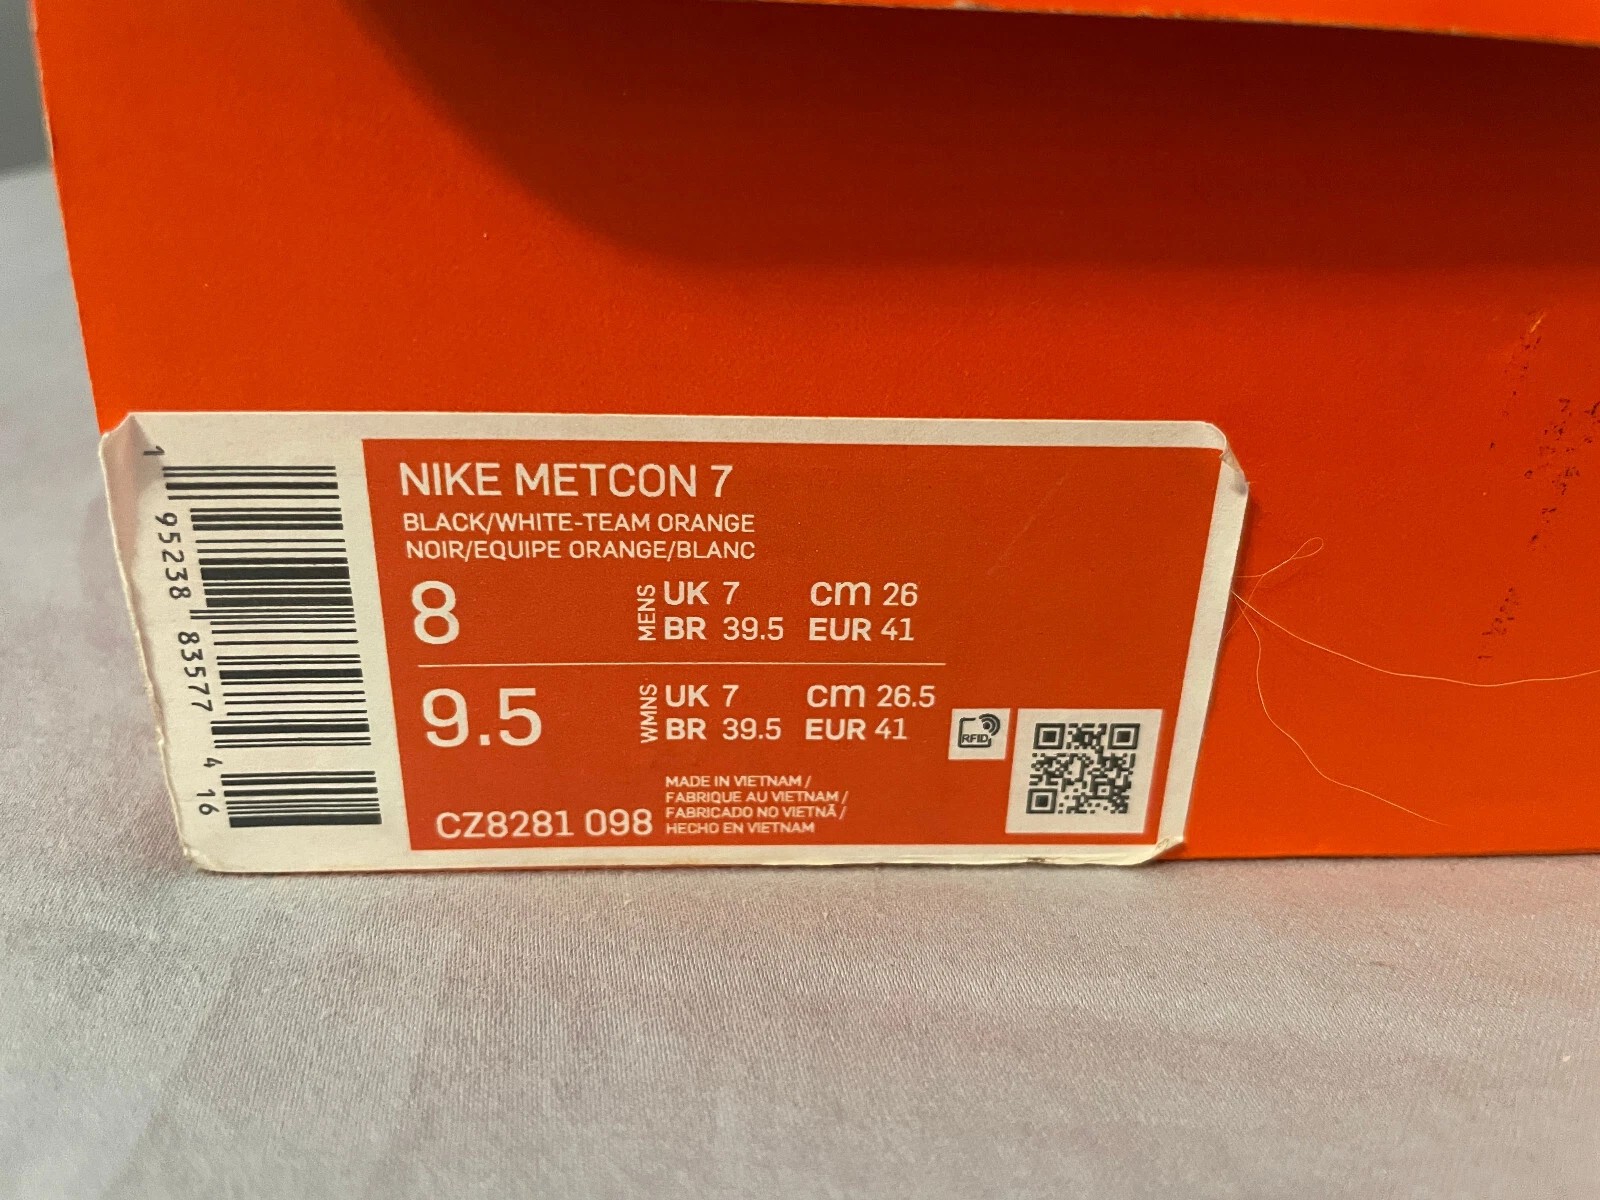 NIKE METCON 7
BLACK/WHITE-TEAM ORANGE
NOIR/EQUIPE ORANGE/BLANC
8 MENS UK 7 cm 26
BR 39.5 EUR 41
9.5 WMNS UK 7 cm 26.5
BR 39.5 EUR 41
MADE IN VIETNAM /
FABRIQUE AU VIETNAM /
FABRICADO NO VIETNÃ /
HECHO EN VIETNAM
CZ8281 098
RFID
1 95238 83577 4 16